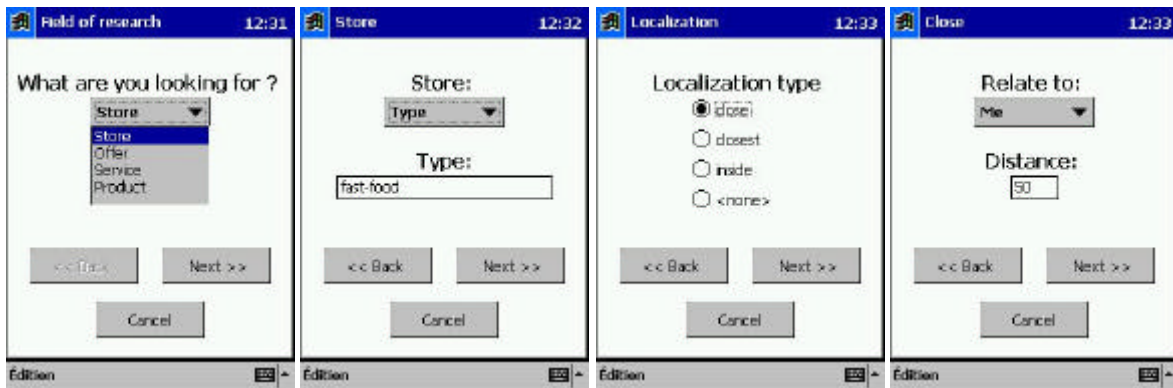 Field of research 12:31
What are you looking for ?
Store
Store
Offer
Service
Product
<< Back Next >>
Cancel
Édition
Store 12:32
Store:
Type
Type:
fast-food
<< Back Next >>
Cancel
Édition
Localization 12:33
Localization type
close
closest
inside
<none>
<< Back Next >>
Cancel
Édition
Close 12:33
Relate to:
Me
Distance:
50
<< Back Next >>
Cancel
Édition